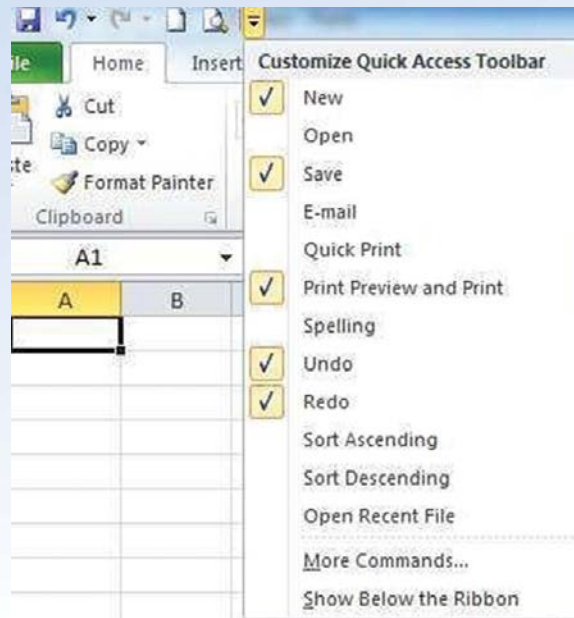 ile Home Insert
Cut
Copy
ste
Format Painter
Clipboard
A1
A B
Customize Quick Access Toolbar
New
Open
Save
E-mail
Quick Print
Print Preview and Print
Spelling
Undo
Redo
Sort Ascending
Sort Descending
Open Recent File
More Commands...
Show Below the Ribbon